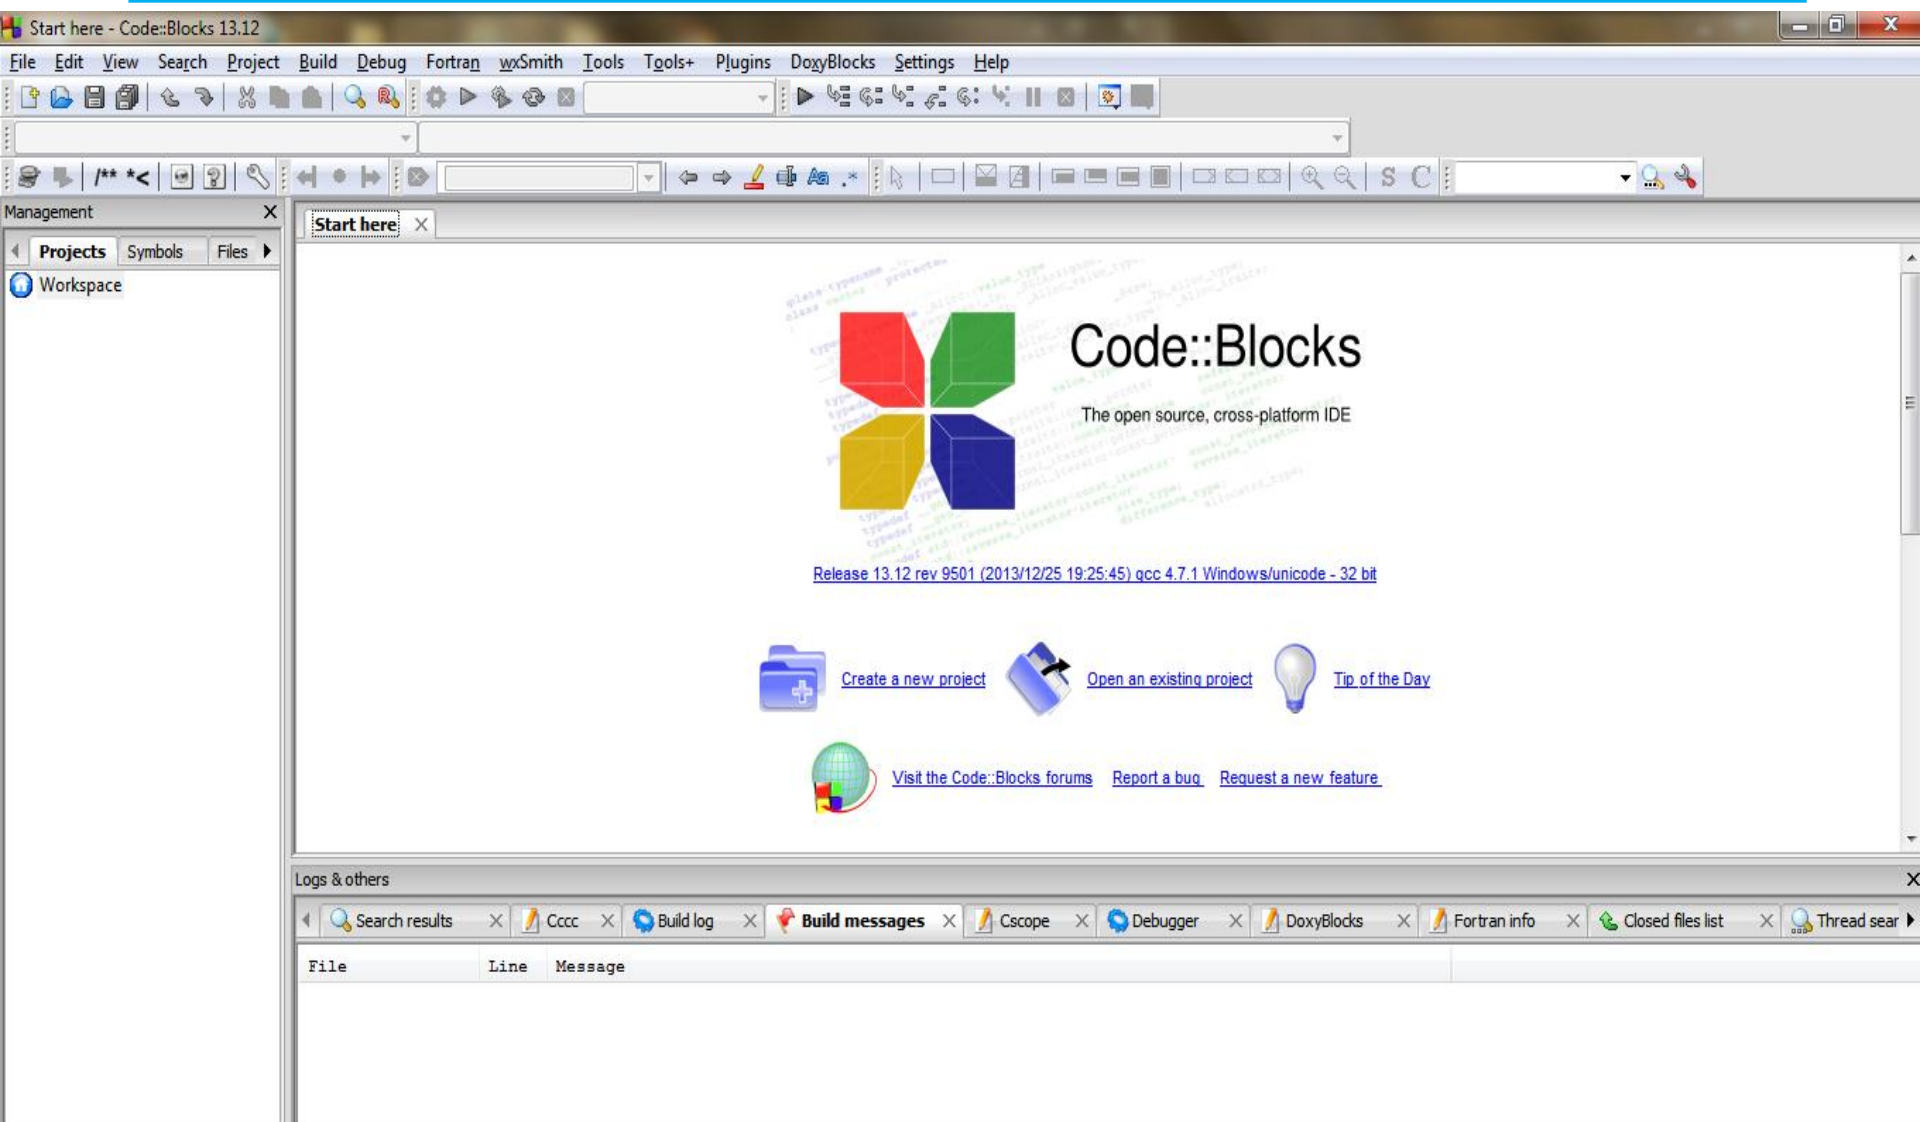 Start here - Code::Blocks 13.12
File Edit View Search Project Build Debug Fortran wxSmith Tools Tools+ Plugins DoxyBlocks Settings Help
/** *<
S C
Management
Start here
Projects Symbols Files
Workspace
Code::Blocks
The open source, cross-platform IDE
Release 13.12 rev 9501 (2013/12/25 19:25:45) gcc 4.7.1 Windows/unicode - 32 bit
Create a new project Open an existing project Tip of the Day
Visit the Code::Blocks forums Report a bug Request a new feature
Logs & others
Search results Cccc Build log Build messages Cscope Debugger DoxyBlocks Fortran info Closed files list Thread sear
File Line Message